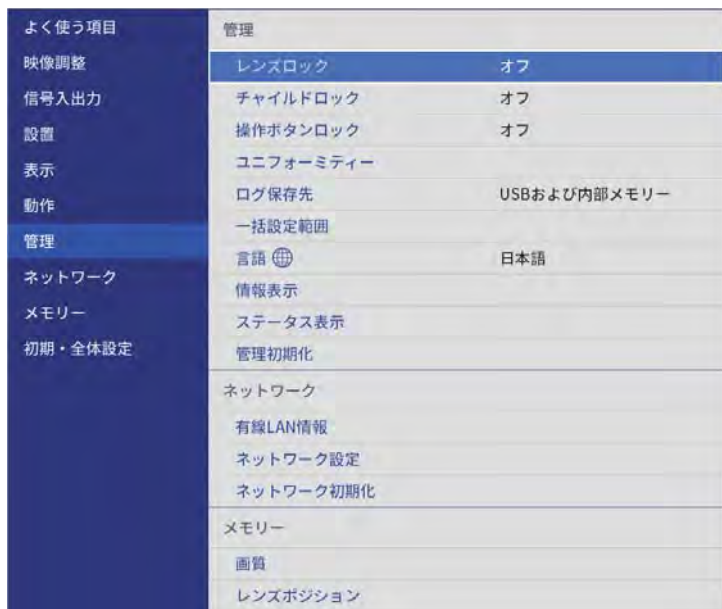 よく使う項目
映像調整
信号入出力
設置
表示
動作
管理
ネットワーク
メモリー
初期・全体設定
管理
レンズロック オフ
チャイルドロック オフ
操作ボタンロック オフ
ユニフォーミティー
ログ保存先 USBおよび内部メモリー
一括設定範囲
言語 日本語
情報表示
ステータス表示
管理初期化
ネットワーク
有線LAN情報
ネットワーク設定
ネットワーク初期化
メモリー
画質
レンズポジション